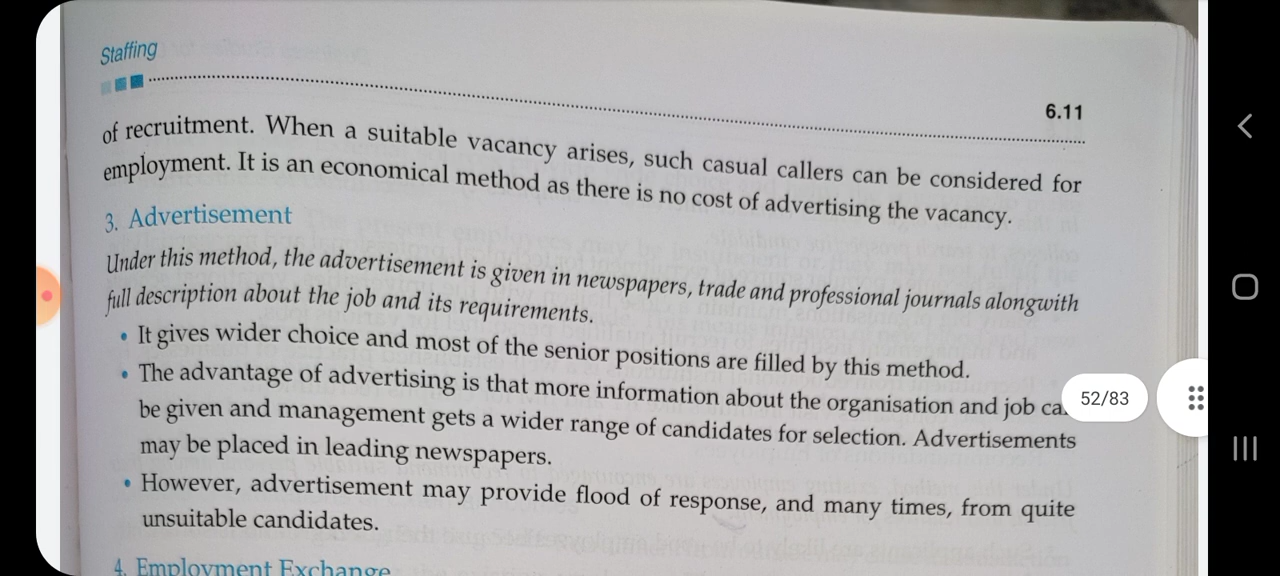 Staffing
6.11
of recruitment. When a suitable vacancy arises, such casual callers can be considered for
employment. It is an economical method as there is no cost of advertising the vacancy.
3. Advertisement
Under this method, the advertisement is given in newspapers, trade and professional journals alongwith
full description about the job and its requirements.
• It gives wider choice and most of the senior positions are filled by this method.
• The advantage of advertising is that more information about the organisation and job
be given and management gets a wider range of candidates for selection. Advertisements
may be placed in leading newspapers.
• However, advertisement may provide flood of response, and many times, from quite
unsuitable candidates.
4. Employment Exchange
52/83